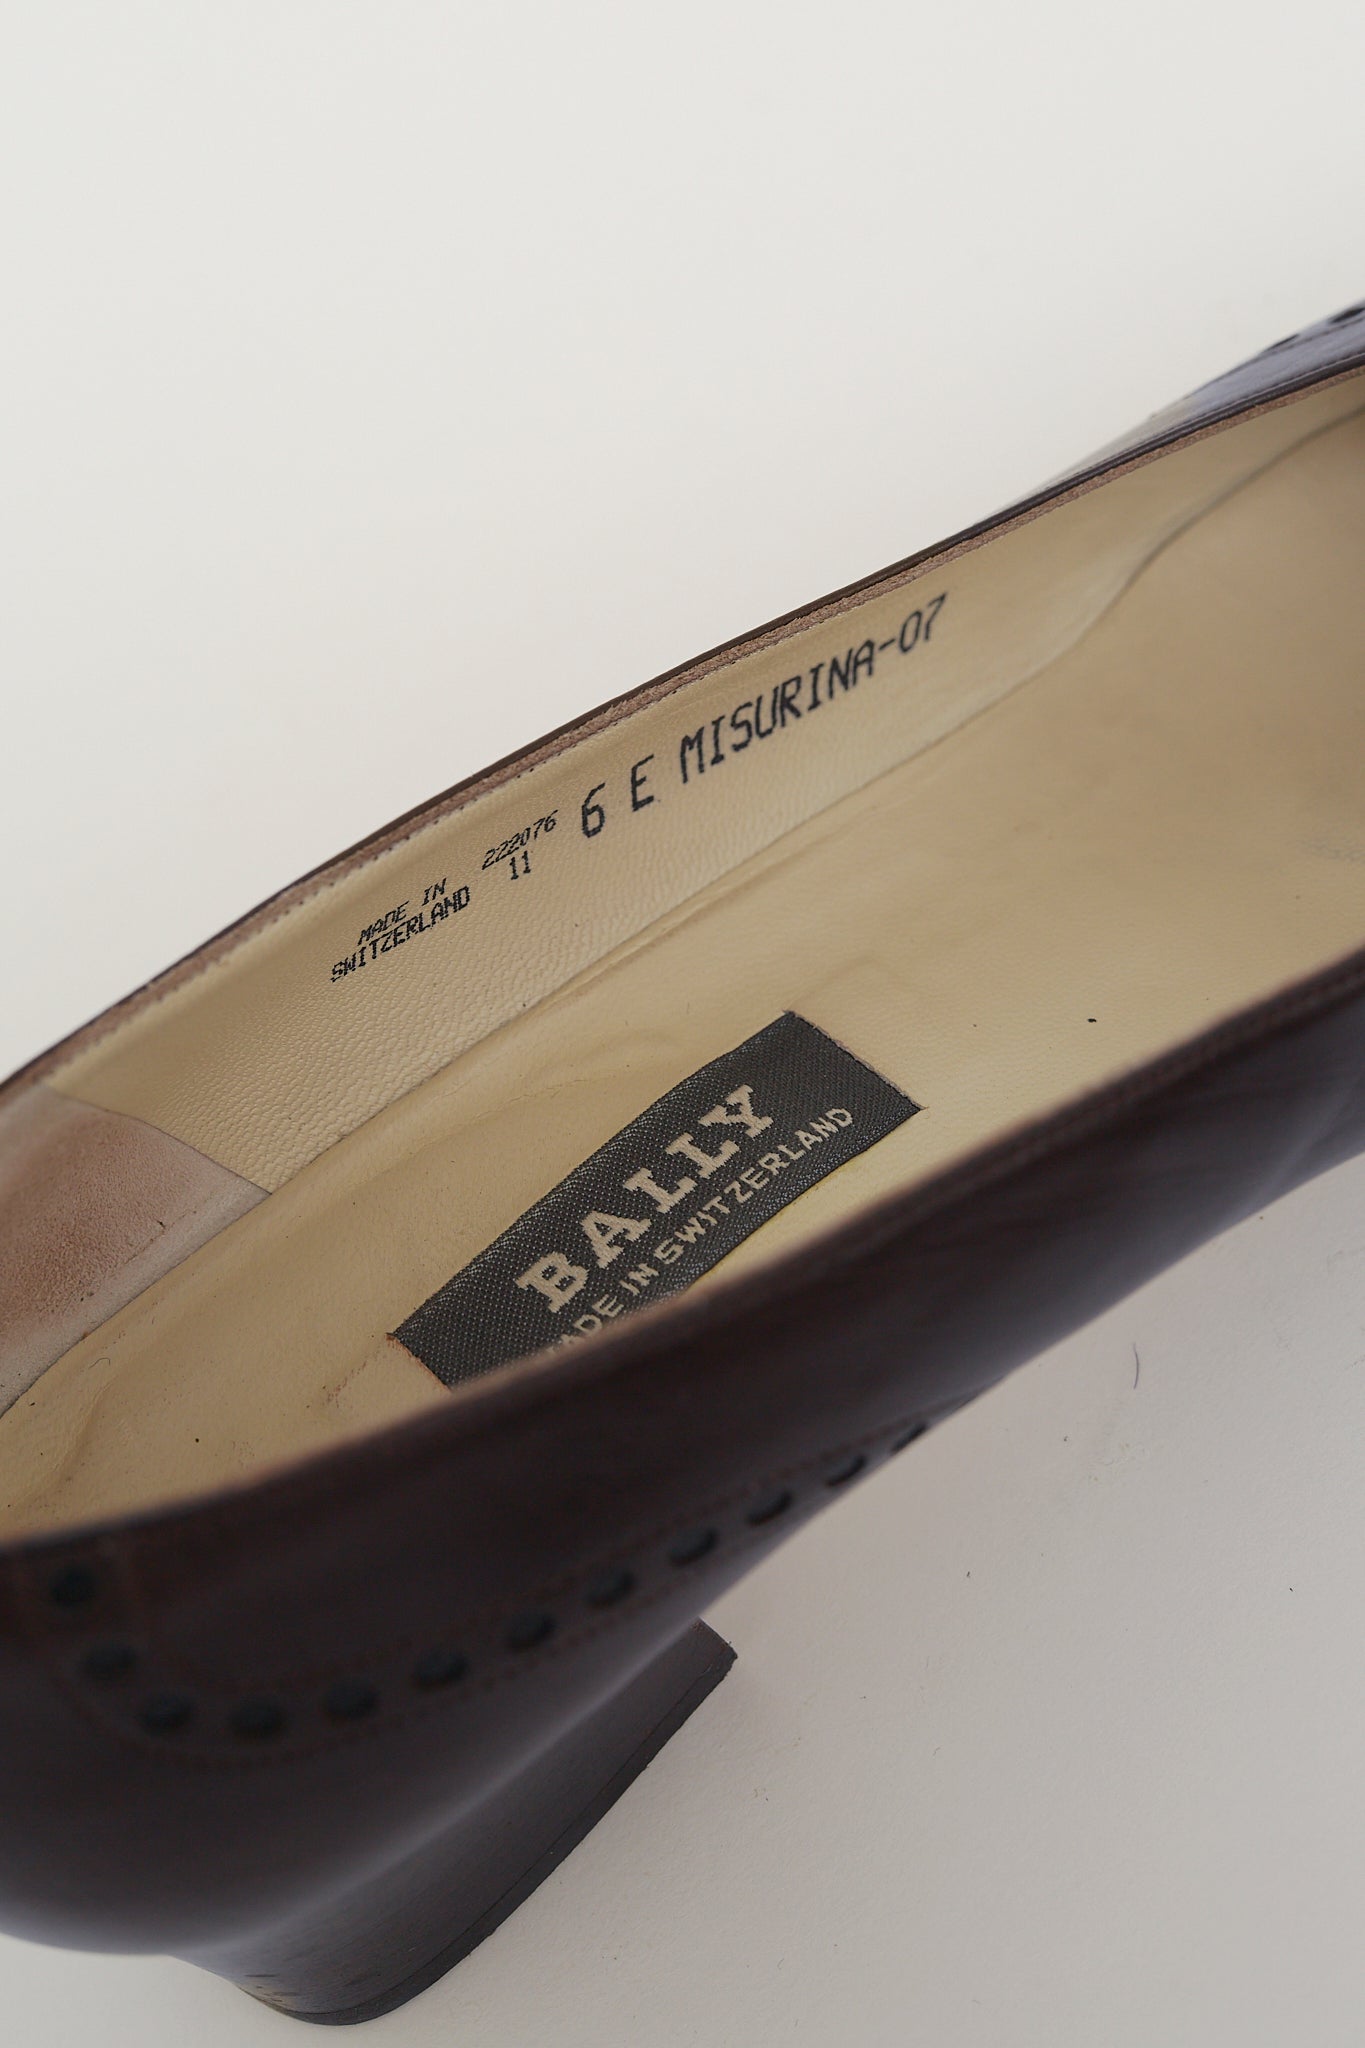 MADE IN 222076 6 E MISURINA-07
SWITZERLAND 11
BALLY
MADE IN SWITZERLAND